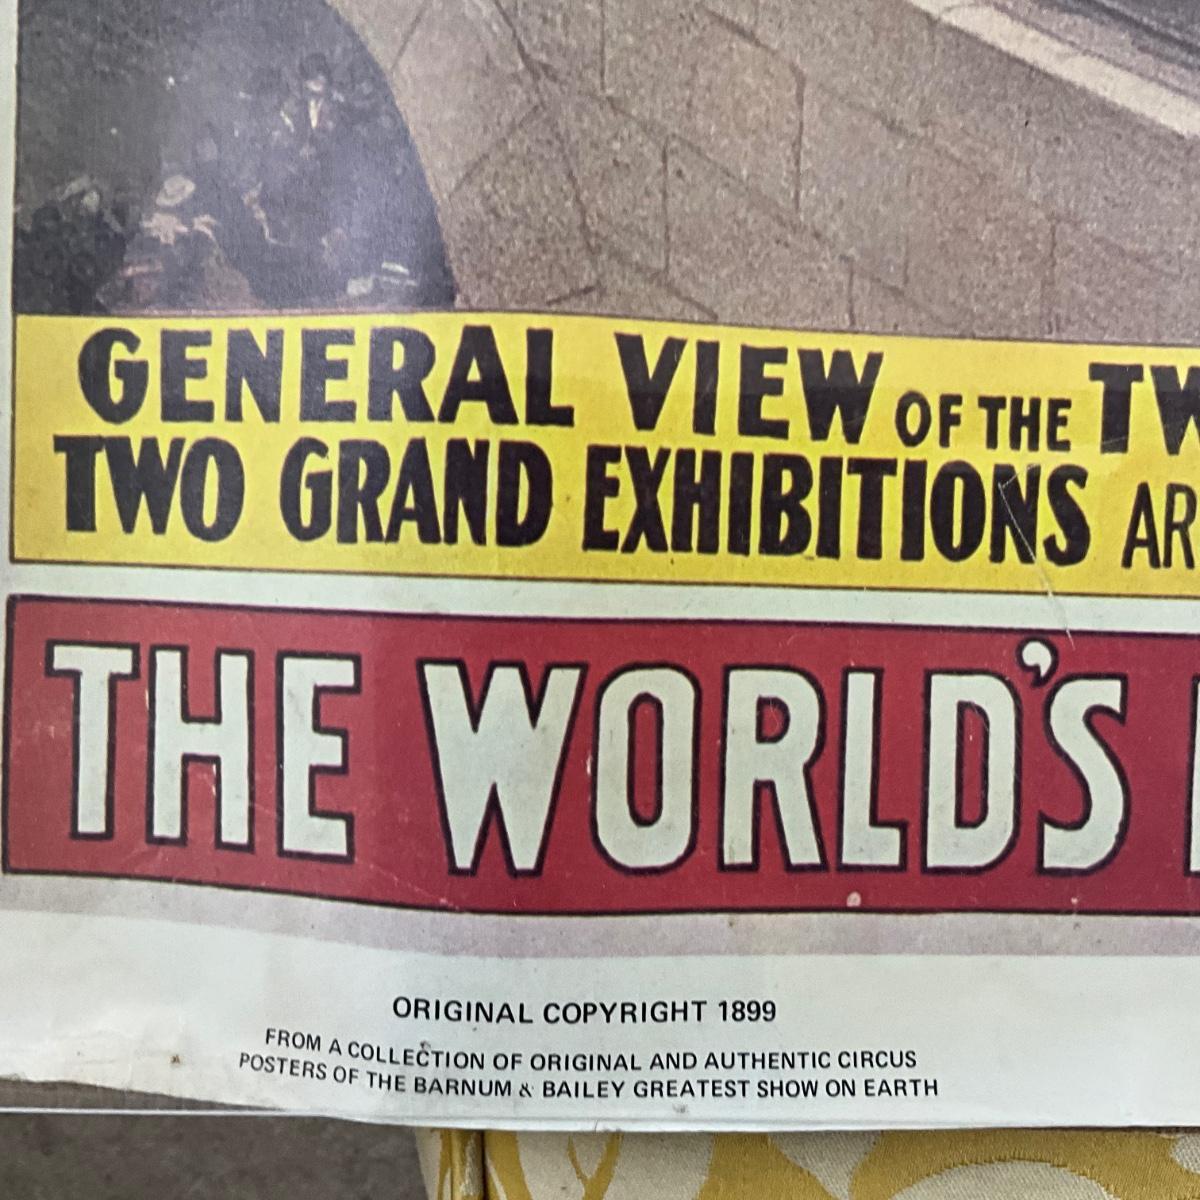 GENERAL VIEW OF THE TW
TWO GRAND EXHIBITIONS AR
THE WORLD'S
ORIGINAL COPYRIGHT 1899
FROM A COLLECTION OF ORIGINAL AND AUTHENTIC CIRCUS
POSTERS OF THE BARNUM & BAILEY GREATEST SHOW ON EARTH